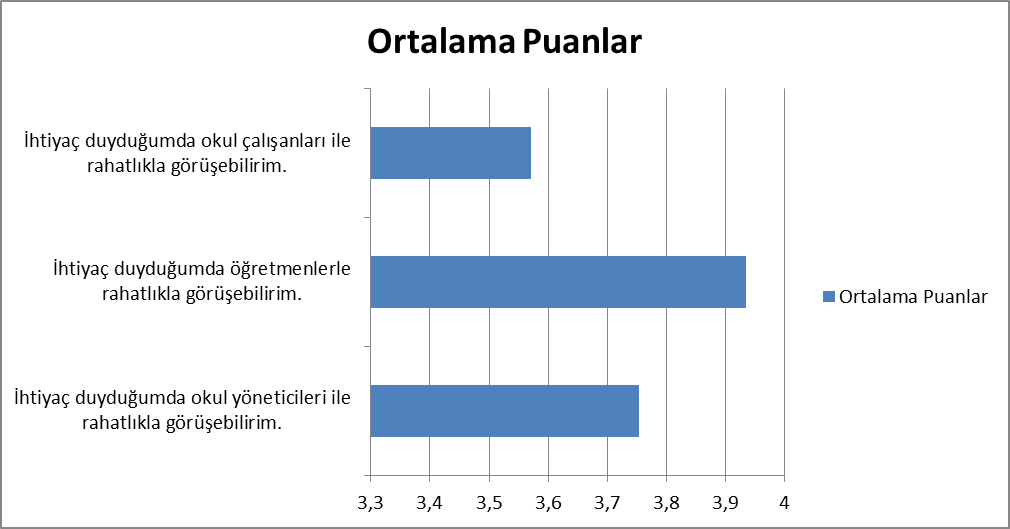 Ortalama Puanlar
İhtiyaç duyduğumda okul çalışanları ile
rahatlıkla görüşebilirim.
İhtiyaç duyduğumda öğretmenlerle
rahatlıkla görüşebilirim.
İhtiyaç duyduğumda okul yöneticileri ile
rahatlıkla görüşebilirim.
Ortalama Puanlar
3,3 3,4 3,5 3,6 3,7 3,8 3,9 4